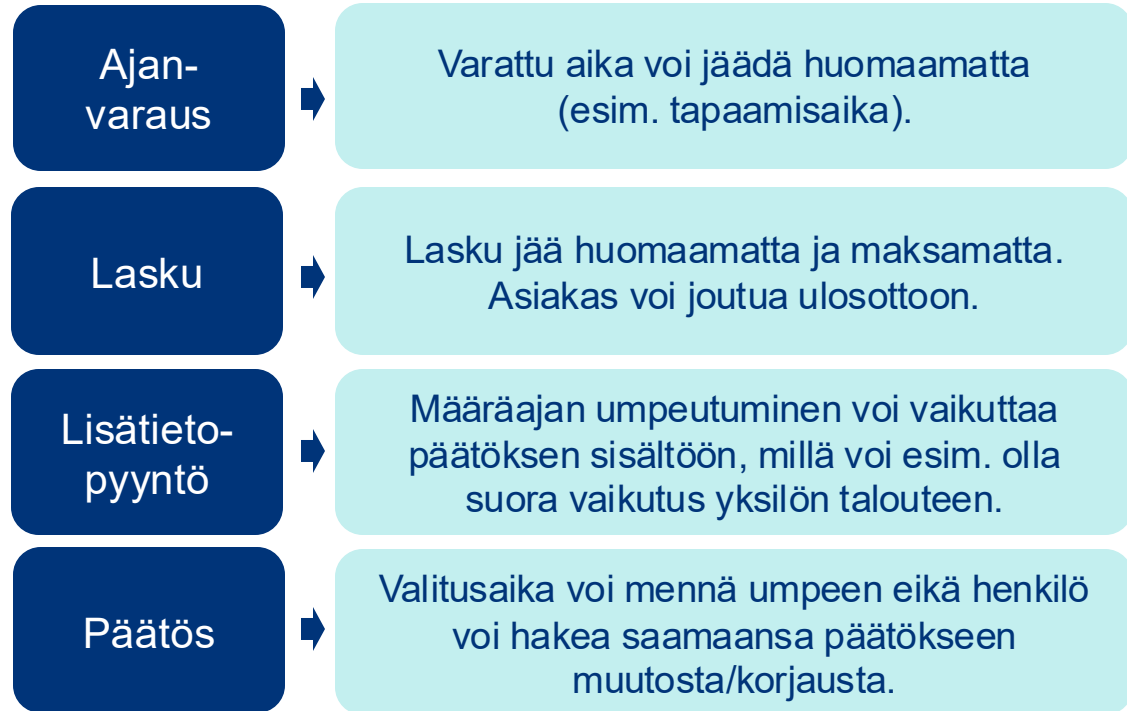 Ajan-
varaus
Varattu aika voi jäädä huomaamatta
(esim. tapaamisaika).
Lasku
Lasku jää huomaamatta ja maksamatta.
Asiakas voi joutua ulosottoon.
Lisätieto-
pyyntö
Määräajan umpeutuminen voi vaikuttaa
päätöksen sisältöön, millä voi esim. olla
suora vaikutus yksilön talouteen.
Päätös
Valitusaika voi mennä umpeen eikä henkilö
voi hakea saamaansa päätökseen
muutosta/korjausta.